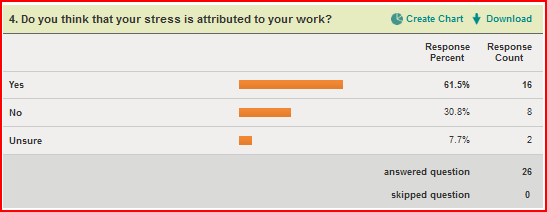 4. Do you think that your stress is attributed to your work? Create Chart Download
Response Percent Response Count
Yes 61.5% 16
No 30.8% 8
Unsure 7.7% 2
answered question 26
skipped question 0